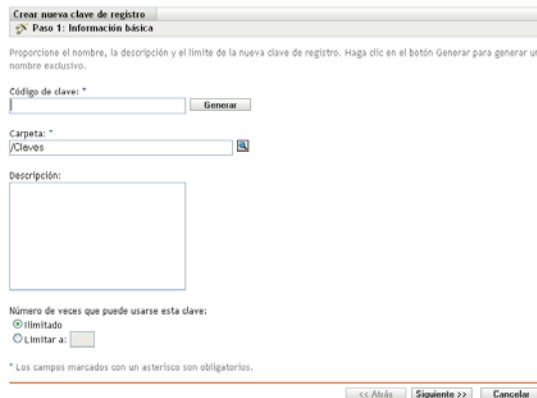 Crear nueva clave de registro
Paso 1: Información básica
Proporcione el nombre, la descripción y el límite de la nueva clave de registro. Haga clic en el botón Generar para generar un
nombre exclusivo.
Código de clave: *
Generar
Carpeta: *
/Claves
Descripción:
Número de veces que puede usarse esta clave:
Ilimitado
Limitar a:
* Los campos marcados con un asterisco son obligatorios.
<< Atrás Siguiente >> Cancelar